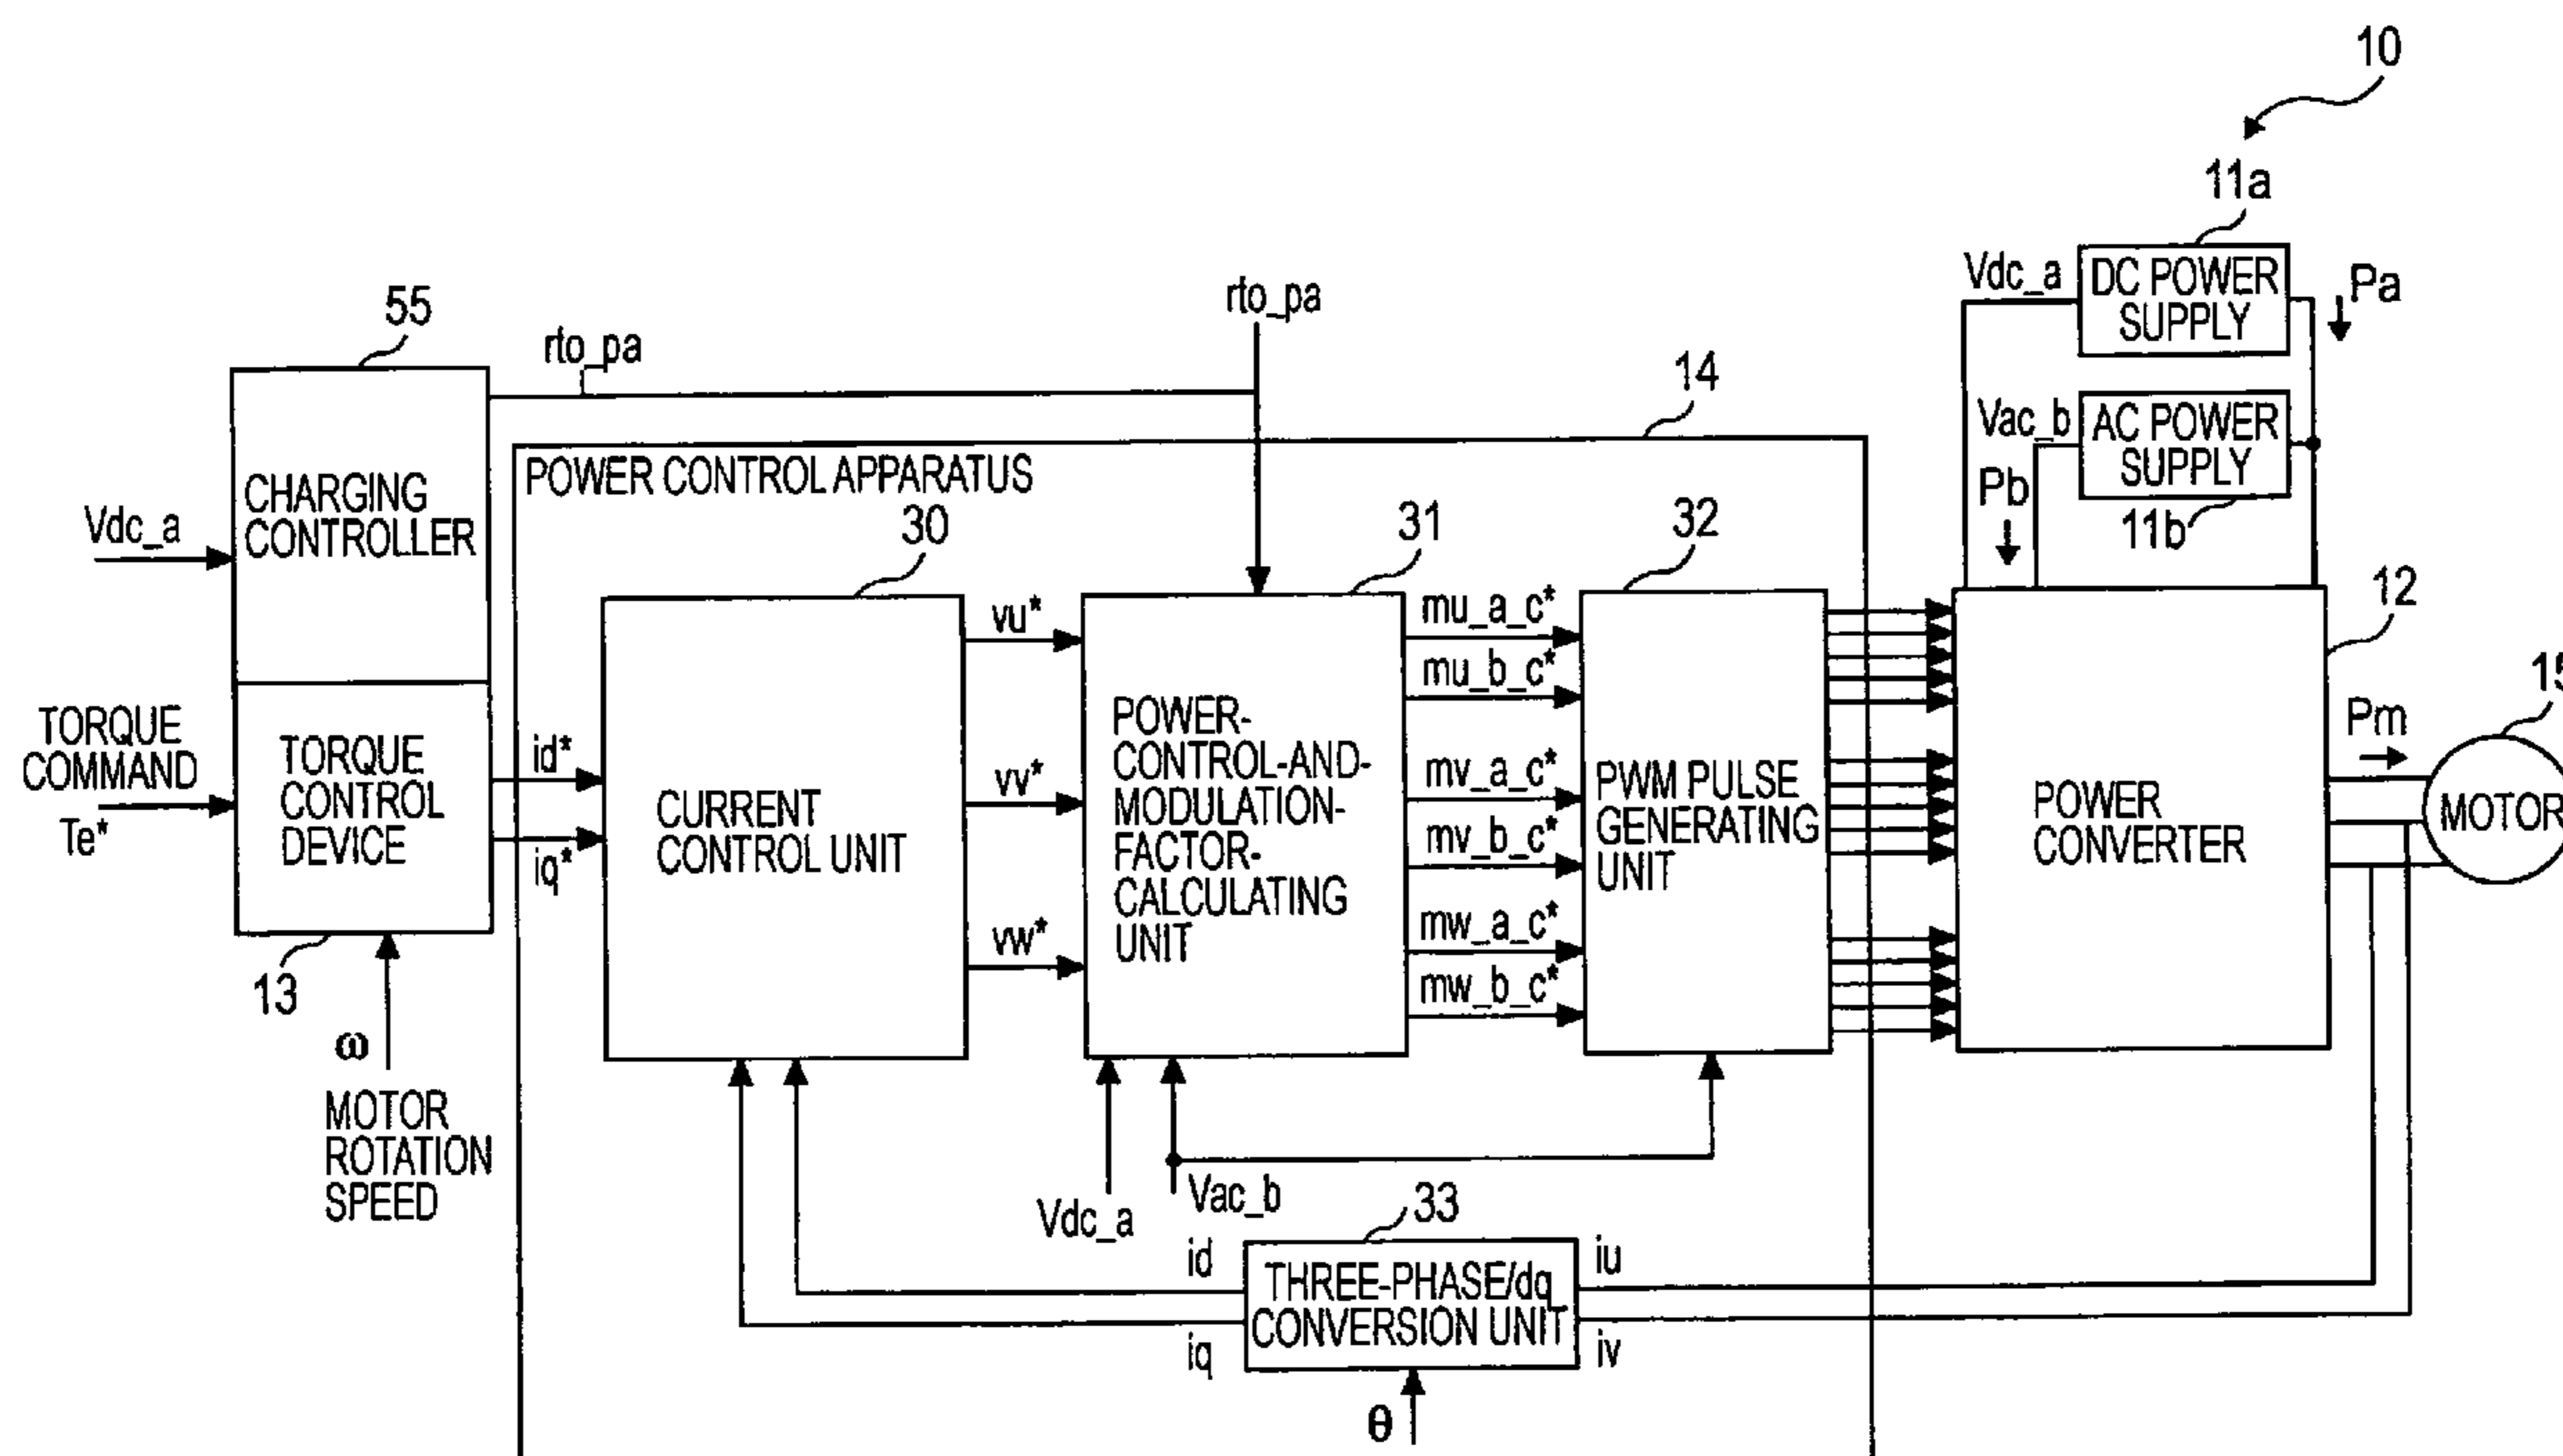 10
11a
Vdc_a
DC POWER
SUPPLY
Pa
55
rto_pa
rto_pa
14
Vac_b
AC POWER
SUPPLY
Pb
11b
POWER CONTROL APPARATUS
CHARGING
CONTROLLER
Vdc_a
30
31
32
12
vu*
mu_a_c*
mu_b_c*
15
TORQUE
COMMAND
Te*
TORQUE
CONTROL
DEVICE
id*
iq*
CURRENT
CONTROL UNIT
vv*
vw*
POWER-
CONTROL-AND-
MODULATION-
FACTOR-
CALCULATING
UNIT
mv_a_c*
mv_b_c*
mw_a_c*
mw_b_c*
PWM PULSE
GENERATING
UNIT
POWER
CONVERTER
Pm
MOTOR
13
ω
MOTOR
ROTATION
SPEED
Vdc_a
Vac_b
33
id
iq
THREE-PHASE/dq
CONVERSION UNIT
iu
iv
θ